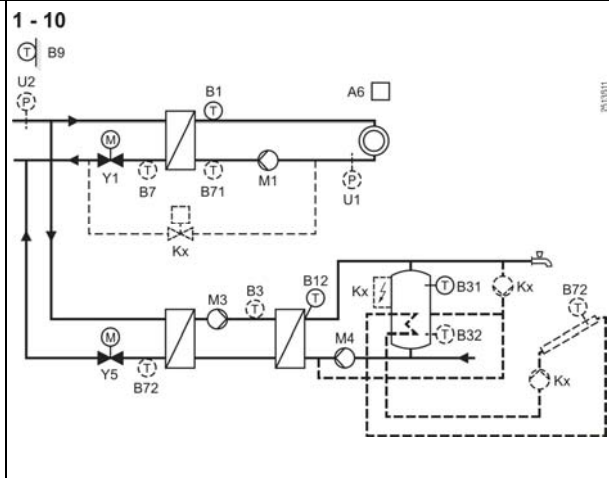 1 - 10
T B9
U2
P
B1
T
A6
M
Y1
T
B7
T
B71
M1
P
U1
Kx
M3
B3
T
B12
T
Kx
T B31
Kx
B72
T
M
Y5
T
B72
M4
T B32
Kx